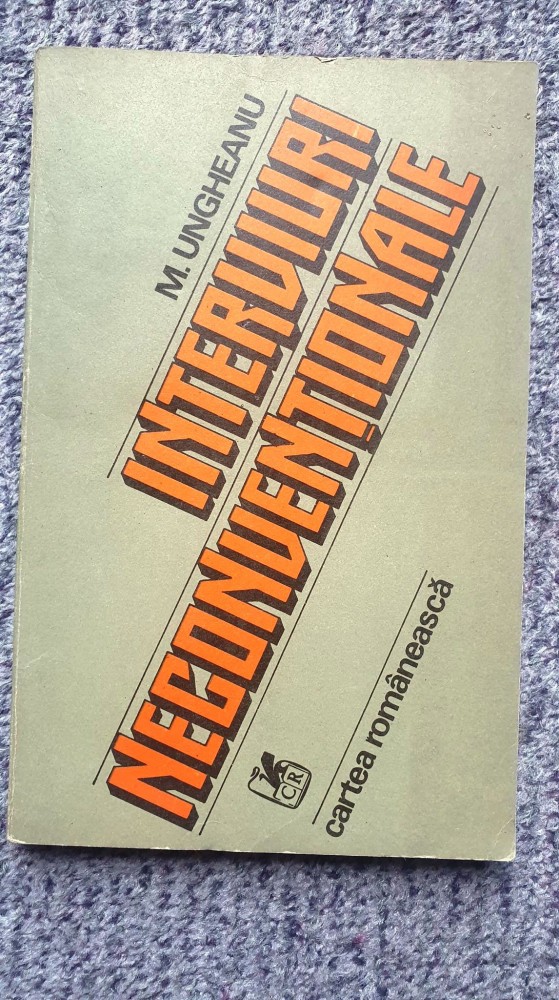 M. UNGHEANU
INTERVIURI
NECONVENȚIONALE
CR
cartea românească